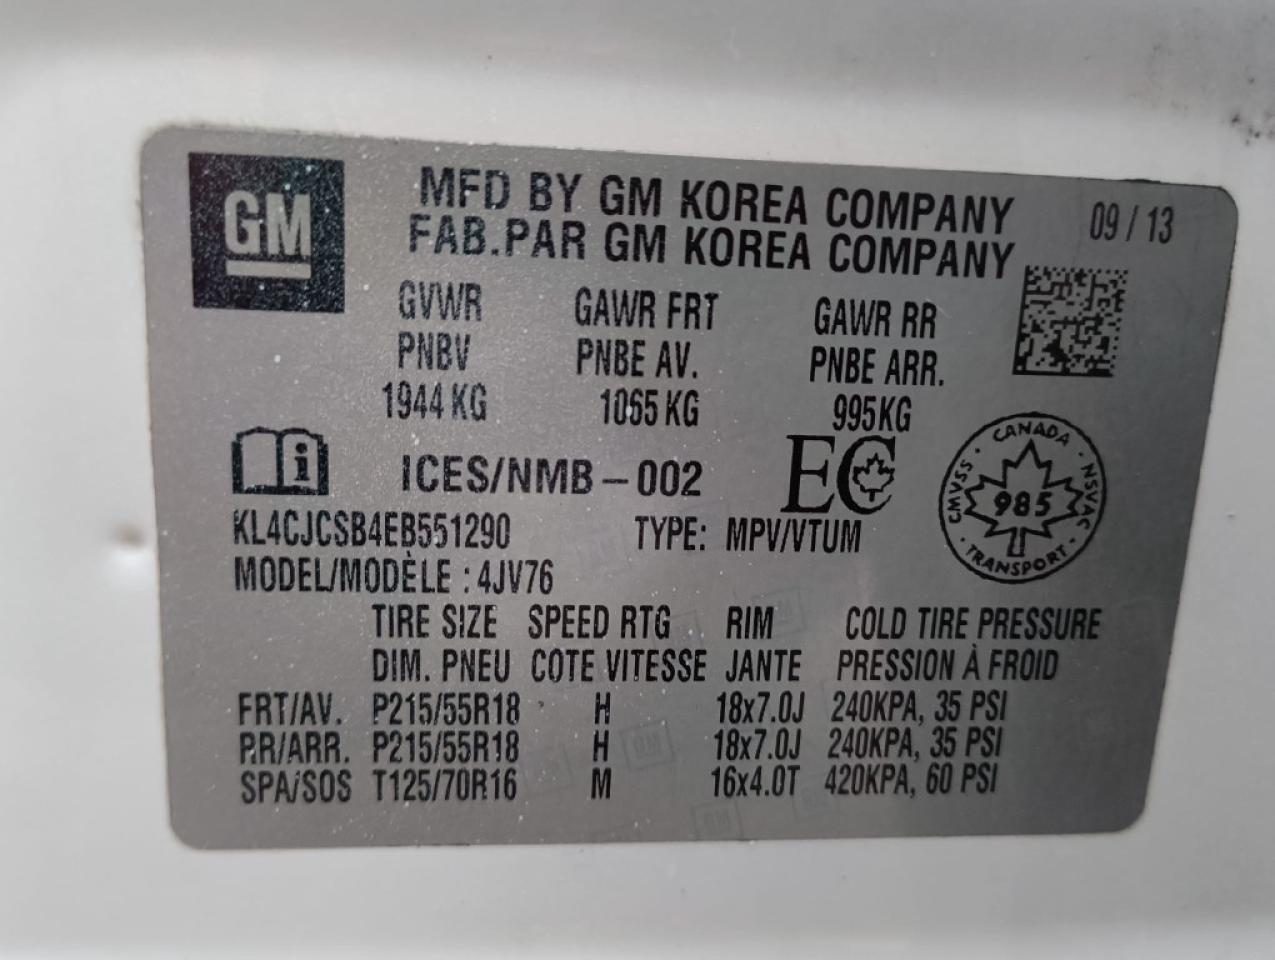 GM
MFD BY GM KOREA COMPANY 09 / 13
FAB.PAR GM KOREA COMPANY
GVWR GAWR FRT GAWR RR
PNBV PNBE AV. PNBE ARR.
1944 KG 1065 KG 995KG
ICES/NMB-002 EC
CANADA
CMVSS 985 NSVAC
TRANSPORT
KL4CJCSB4EB551290 TYPE: MPV/VTUM
MODEL/MODÈLE : 4JV76
TIRE SIZE SPEED RTG RIM COLD TIRE PRESSURE
DIM. PNEU COTE VITESSE JANTE PRESSION À FROID
FRT/AV. P215/55R18 H 18x7.0J 240KPA, 35 PSI
RR/ARR. P215/55R18 H 18x7.0J 240KPA, 35 PSI
SPA/SOS T125/70R16 M 16x4.0T 420KPA, 60 PSI